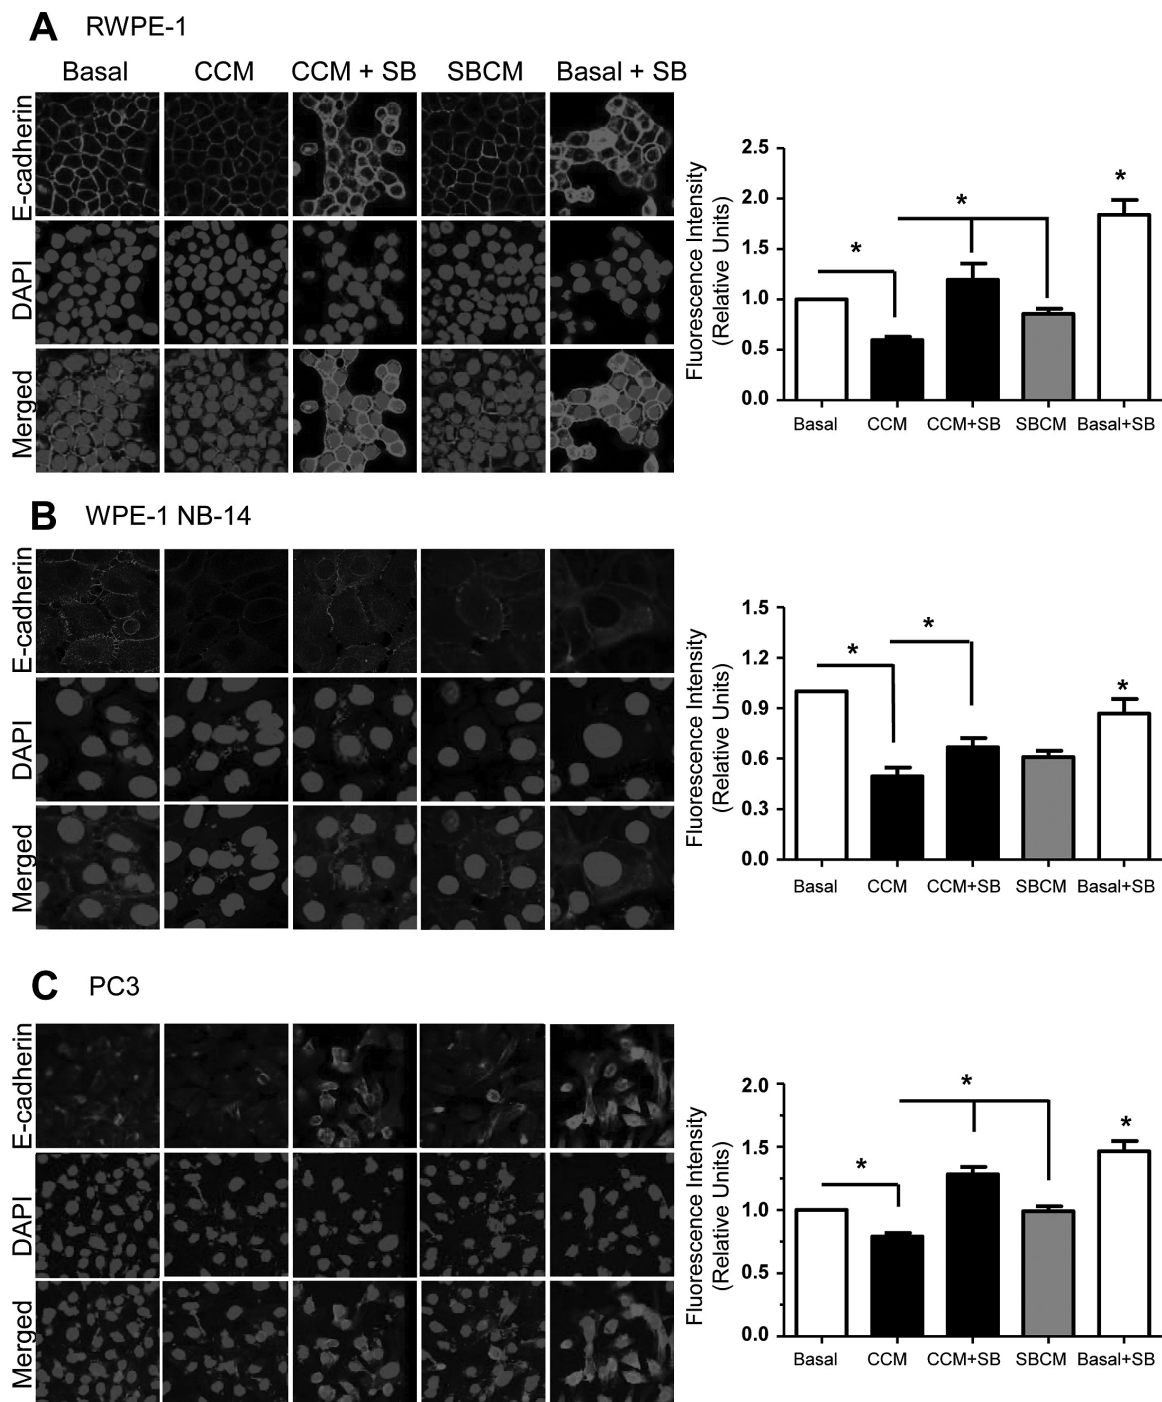 A RWPE-1
Basal CCM CCM + SB SBCM Basal + SB
E-cadherin
DAPI
Merged
Fluorescence Intensity
(Relative Units)
2.5
2.0
1.5
1.0
0.5
0.0
*
*
*
Basal CCM CCM+SB SBCM Basal+SB
B WPE-1 NB-14
E-cadherin
DAPI
Merged
Fluorescence Intensity
(Relative Units)
1.5
1.2
0.9
0.6
0.3
0.0
*
*
*
Basal CCM CCM+SB SBCM Basal+SB
C PC3
E-cadherin
DAPI
Merged
Fluorescence Intensity
(Relative Units)
2.0
1.5
1.0
0.5
0.0
*
*
*
Basal CCM CCM+SB SBCM Basal+SB